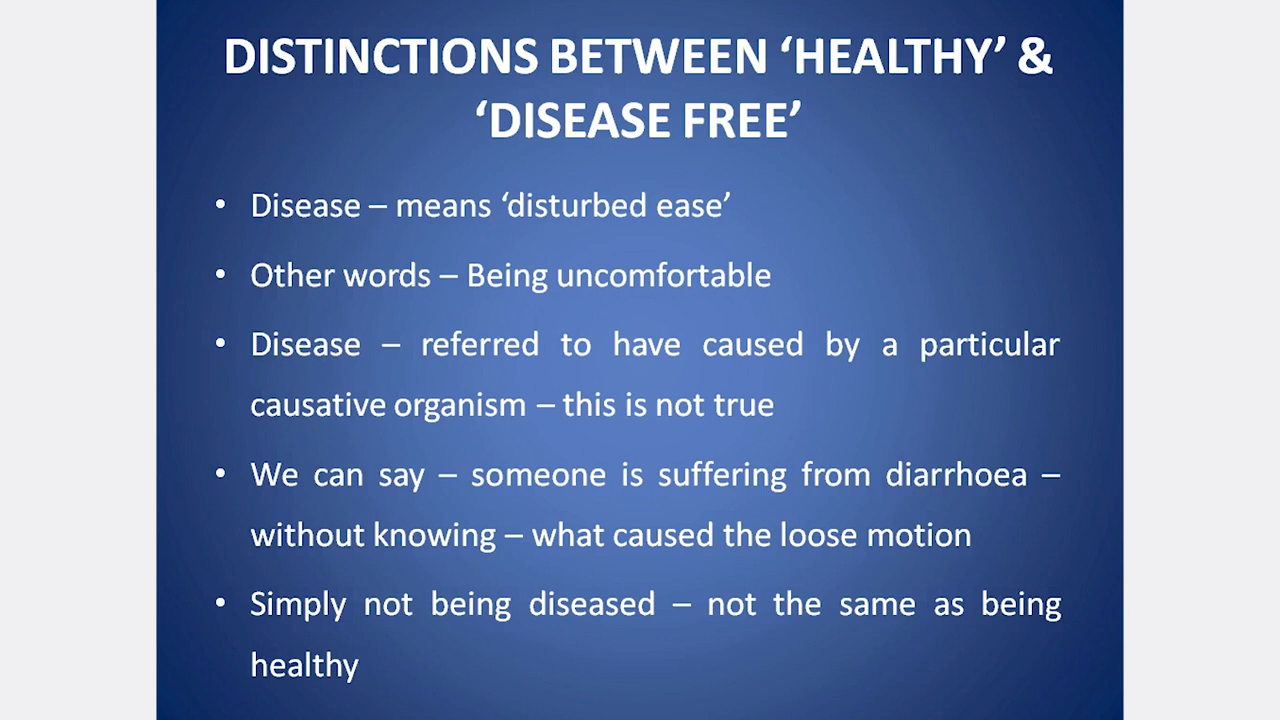 DISTINCTIONS BETWEEN ‘HEALTHY’ &
‘DISEASE FREE’
• Disease – means ‘disturbed ease’
• Other words – Being uncomfortable
• Disease – referred to have caused by a particular
causative organism – this is not true
• We can say – someone is suffering from diarrhoea –
without knowing – what caused the loose motion
• Simply not being diseased – not the same as being
healthy